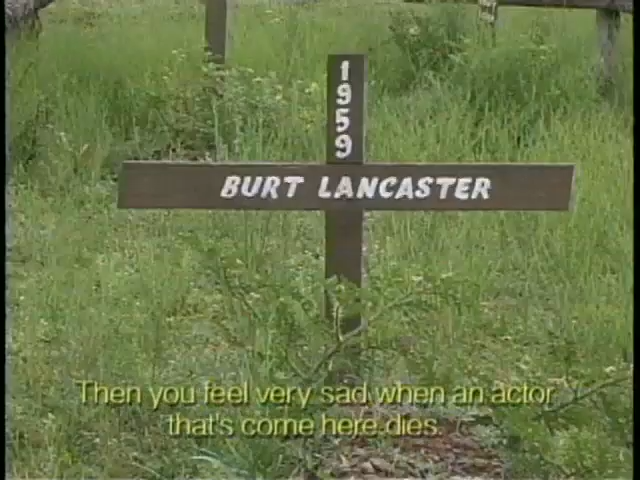 1959
BURT LANCASTER
Then you feel very sad when an actor
that's come here dies.